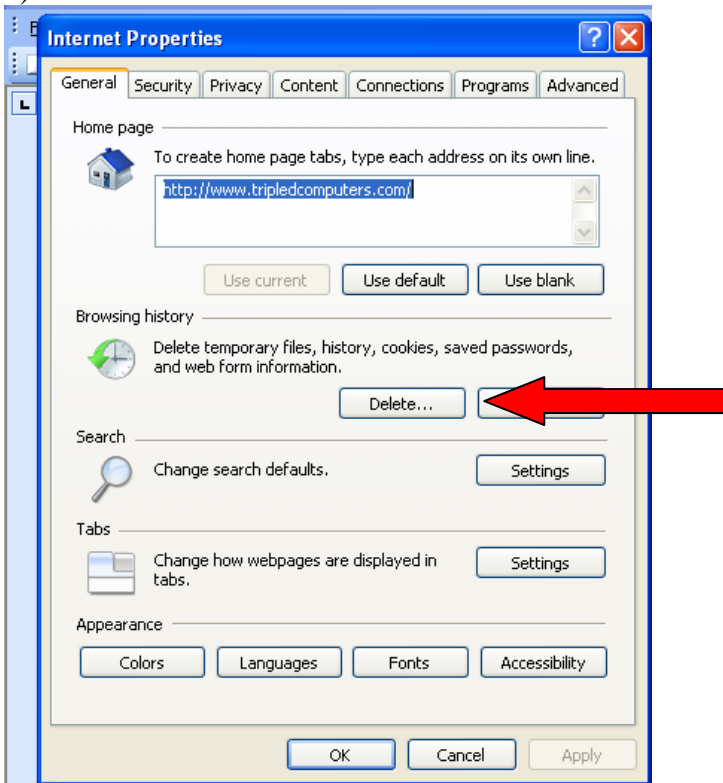 Internet Properties
General Security Privacy Content Connections Programs Advanced
Home page
To create home page tabs, type each address on its own line.
http://www.tripledcomputers.com/
Use current Use default Use blank
Browsing history
Delete temporary files, history, cookies, saved passwords,
and web form information.
Delete...
Search
Change search defaults.
Settings
Tabs
Change how webpages are displayed in
tabs.
Settings
Appearance
Colors Languages Fonts Accessibility
OK Cancel Apply